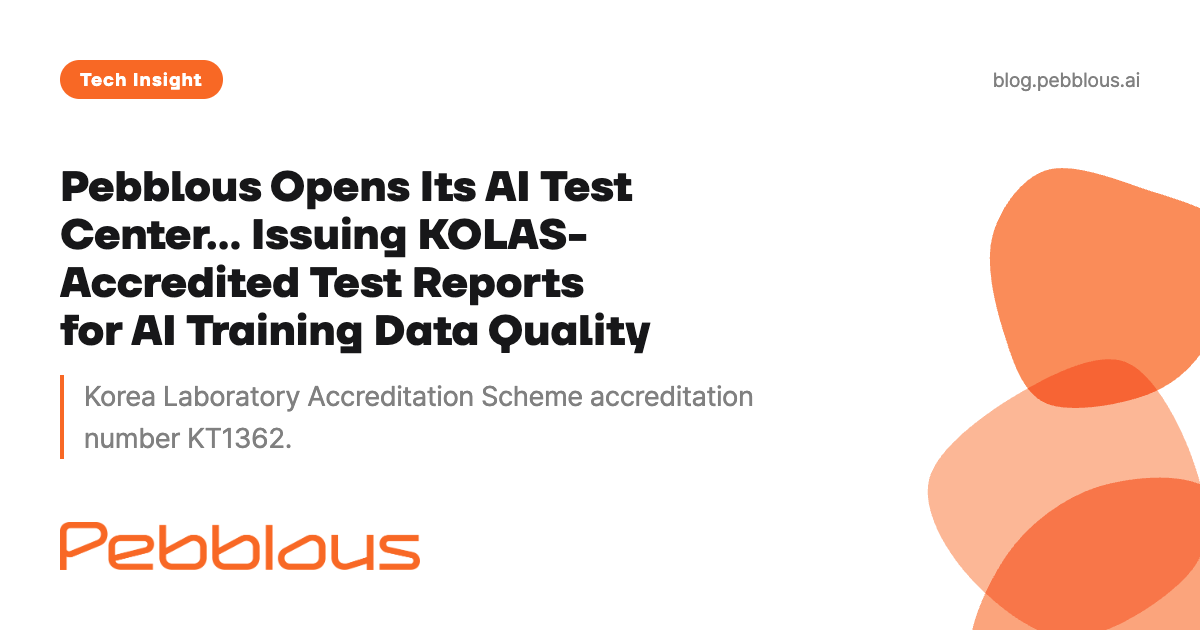 Tech Insight
blog.pebblous.ai
Pebblous Opens Its AI Test
Center... Issuing KOLAS-
Accredited Test Reports
for AI Training Data Quality
Korea Laboratory Accreditation Scheme accreditation
number KT1362.
Pebblous